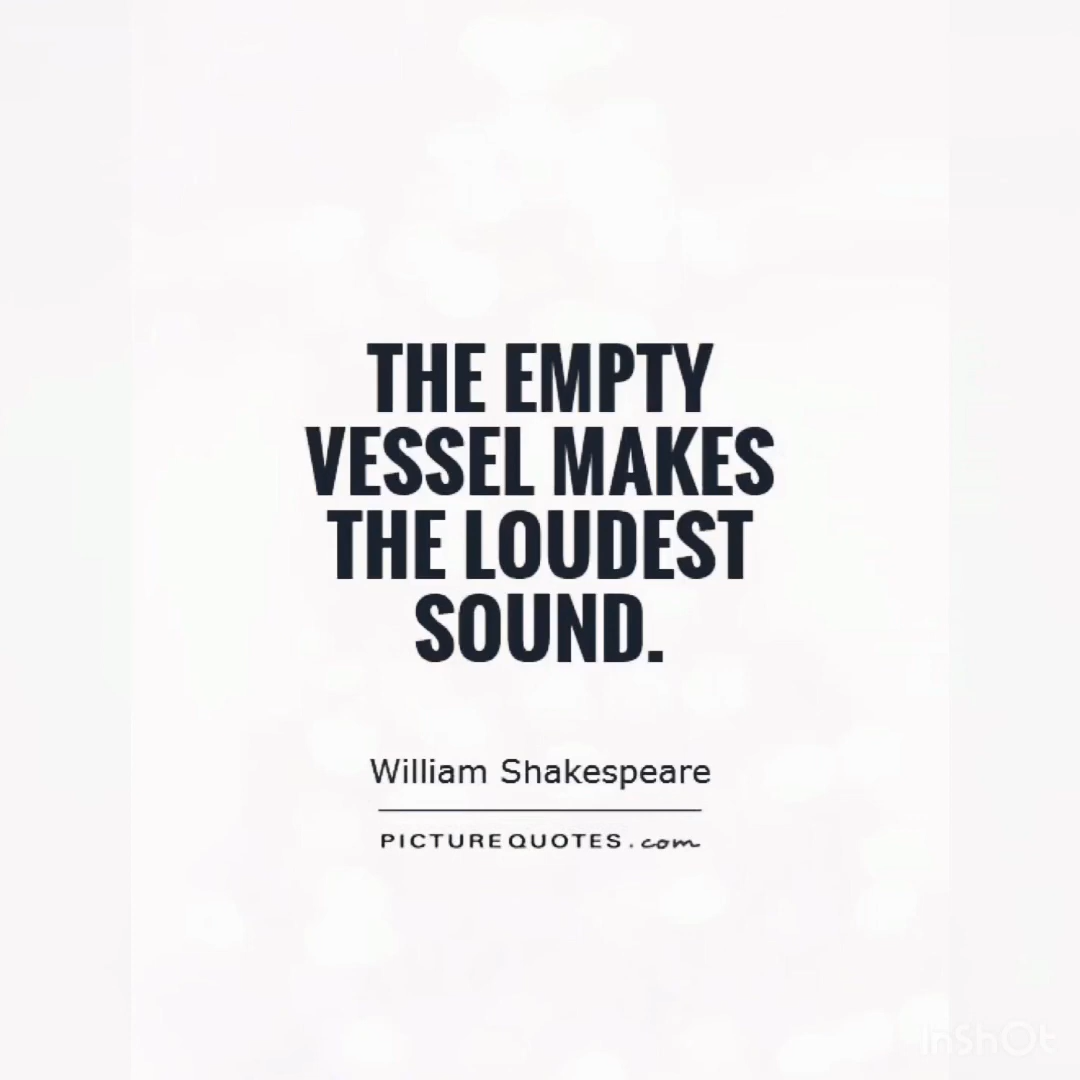 THE EMPTY
VESSEL MAKES
THE LOUDEST
SOUND.
William Shakespeare
PICTUREQUOTES.com
InShOt